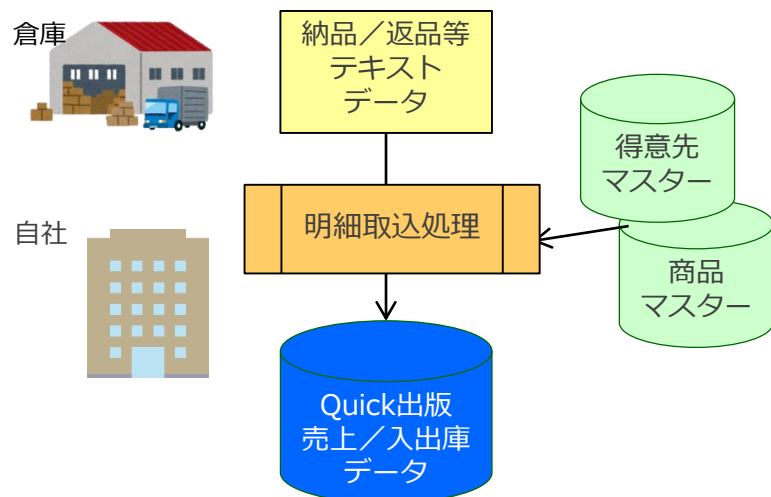 倉庫
納品／返品等
テキスト
データ
得意先
マスター
自社
明細取込処理
商品
マスター
Quick出版
売上／入出庫
データ